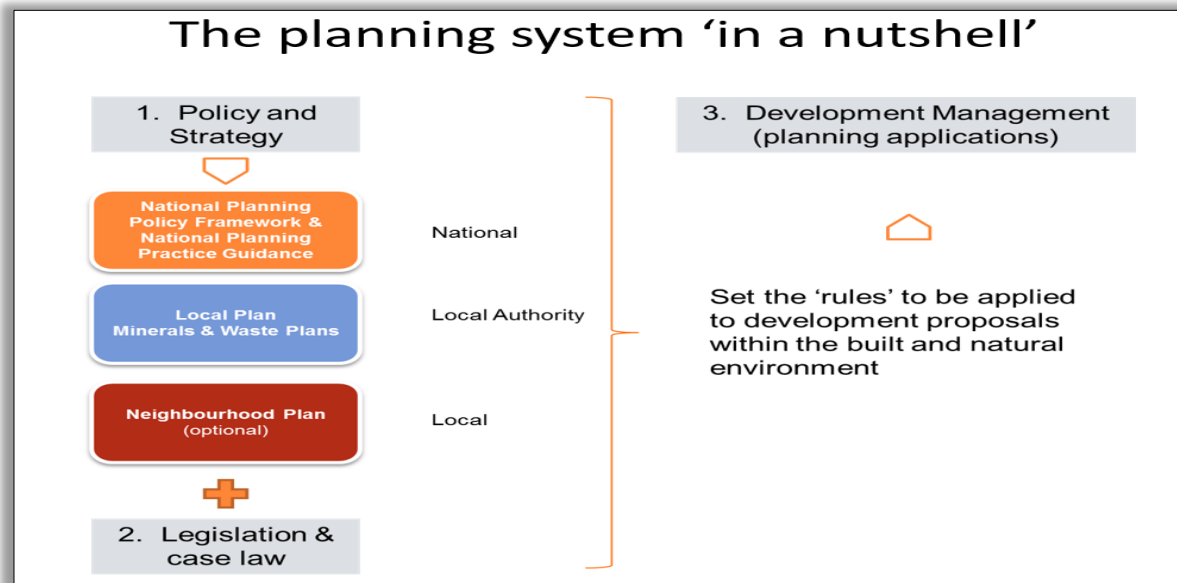 The planning system ‘in a nutshell’
1. Policy and
Strategy
National Planning
Policy Framework &
National Planning
Practice Guidance
National
Local Plan
Minerals & Waste Plans
Local Authority
Neighbourhood Plan
(optional)
Local
2. Legislation &
case law
3. Development Management
(planning applications)
Set the ‘rules’ to be applied
to development proposals
within the built and natural
environment